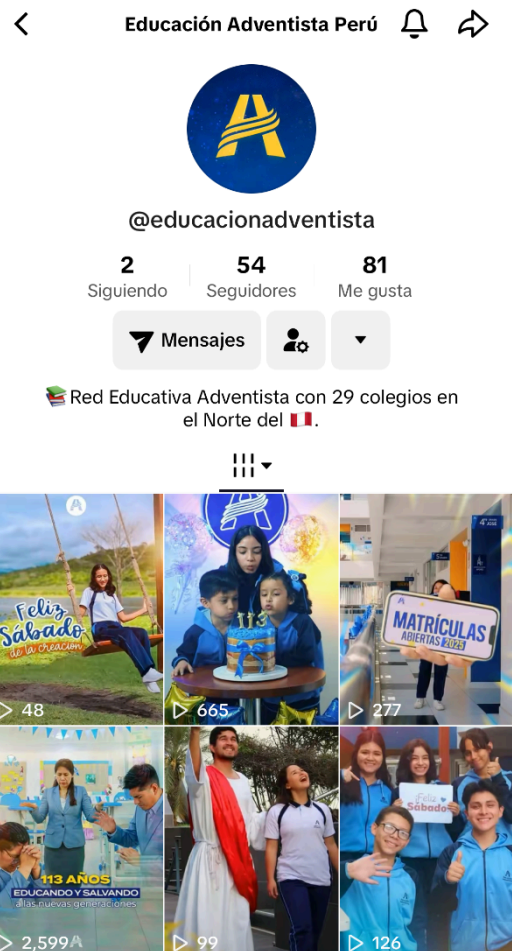 Educación Adventista Perú
@educacionadventista
2
54
81
Siguiendo
Seguidores
Me gusta
Mensajes
Red Educativa Adventista con 29 colegios en
el Norte del
Feliz
Sábado
de la creación
48
113
665
MATRÍCULAS
ABIERTAS 2025
277
113 AÑOS
EDUCANDO Y SALVANDO
a las nuevas generaciones
2,599
99
¡Feliz
Sábado
126